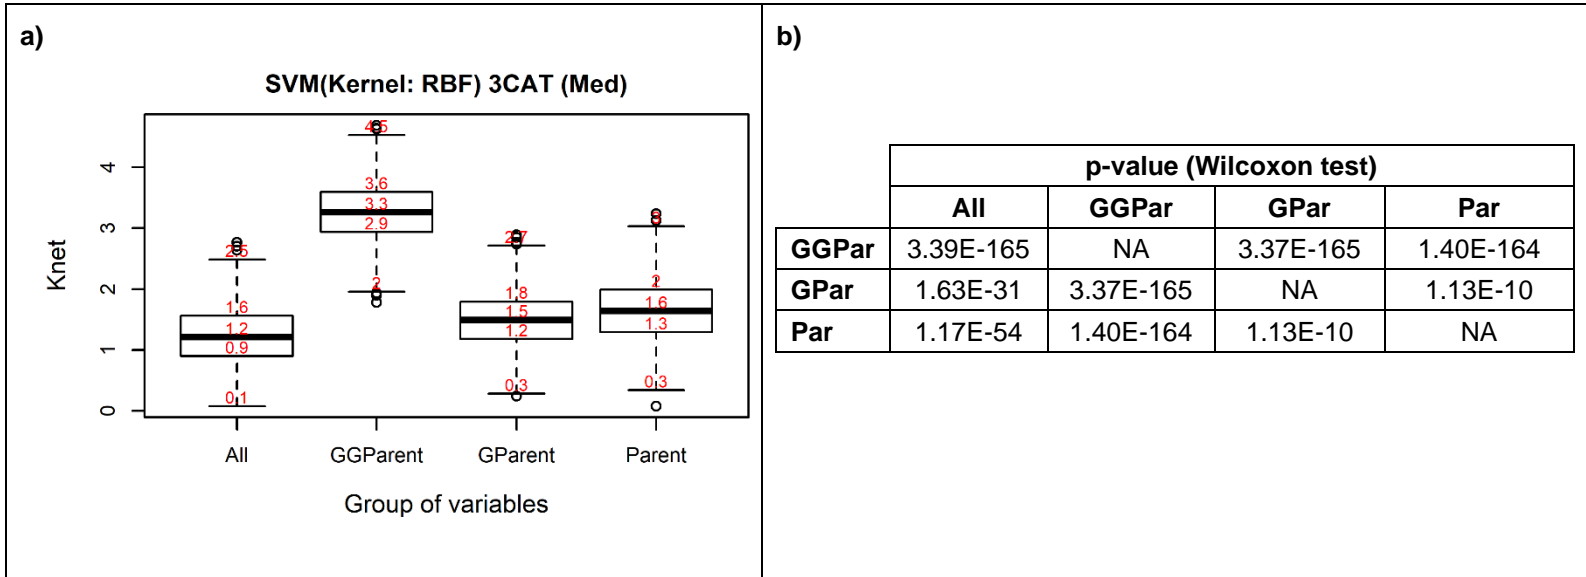 a)
SVM(Kernel: RBF) 3CAT (Med)
Knet
4
3
2
1
0
2.5
1.6
1.2
0.9
0.1
4.5
3.6
3.3
2.9
2
2.7
1.8
1.5
1.2
0.3
3
2
1.6
1.3
0.3
All GGParent GParent Parent
Group of variables
b)
p-value (Wilcoxon test)
All GGPar GPar Par
GGPar 3.39E-165 NA 3.37E-165 1.40E-164
GPar 1.63E-31 3.37E-165 NA 1.13E-10
Par 1.17E-54 1.40E-164 1.13E-10 NA